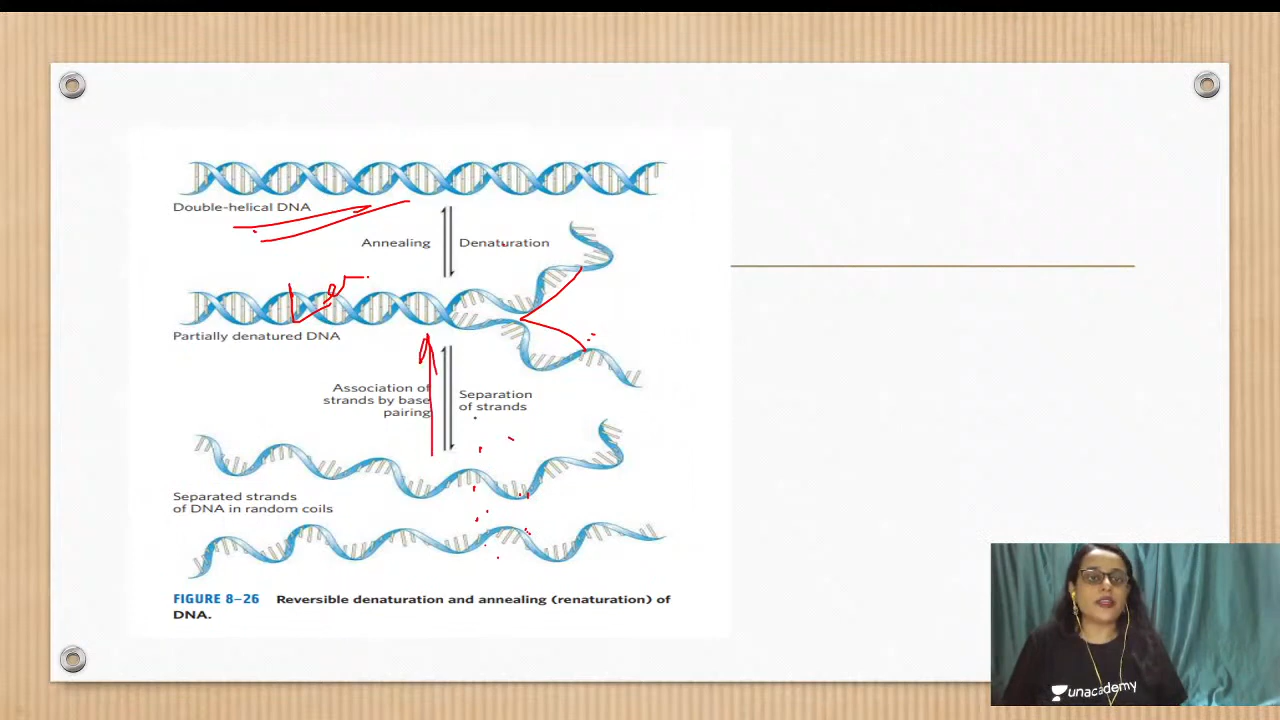 Double-helical DNA
Annealing
Denaturation
Partially denatured DNA
Association of
strands by base
pairing
Separation
of strands
Separated strands
of DNA in random coils
FIGURE 8–26 Reversible denaturation and annealing (renaturation) of
DNA.
unacademy